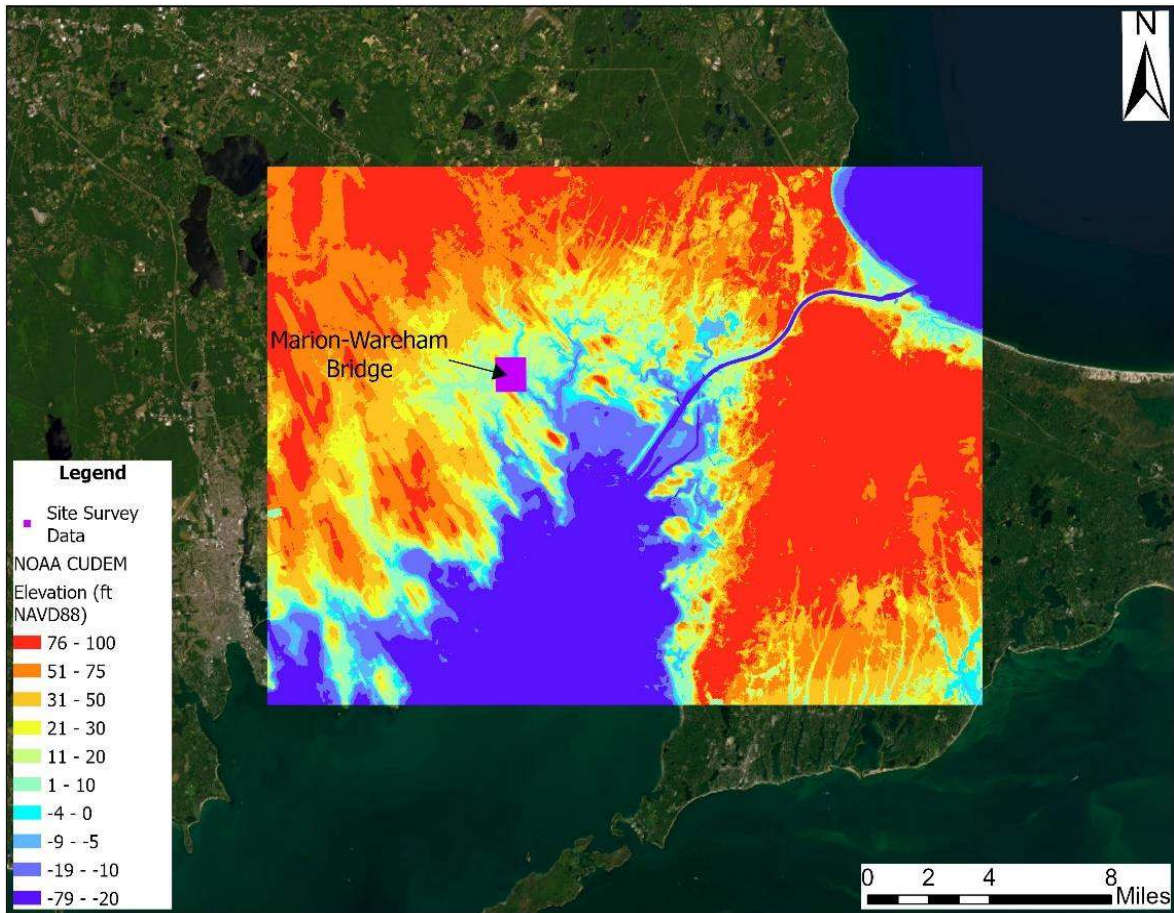 N
Marion-Wareham
Bridge
Legend
Site Survey
Data
NOAA CUDEM
Elevation (ft
NAVD88)
76 - 100
51 - 75
31 - 50
21 - 30
11 - 20
1 - 10
-4 - 0
-9 - -5
-19 - -10
-79 - -20
0 2 4 8
Miles